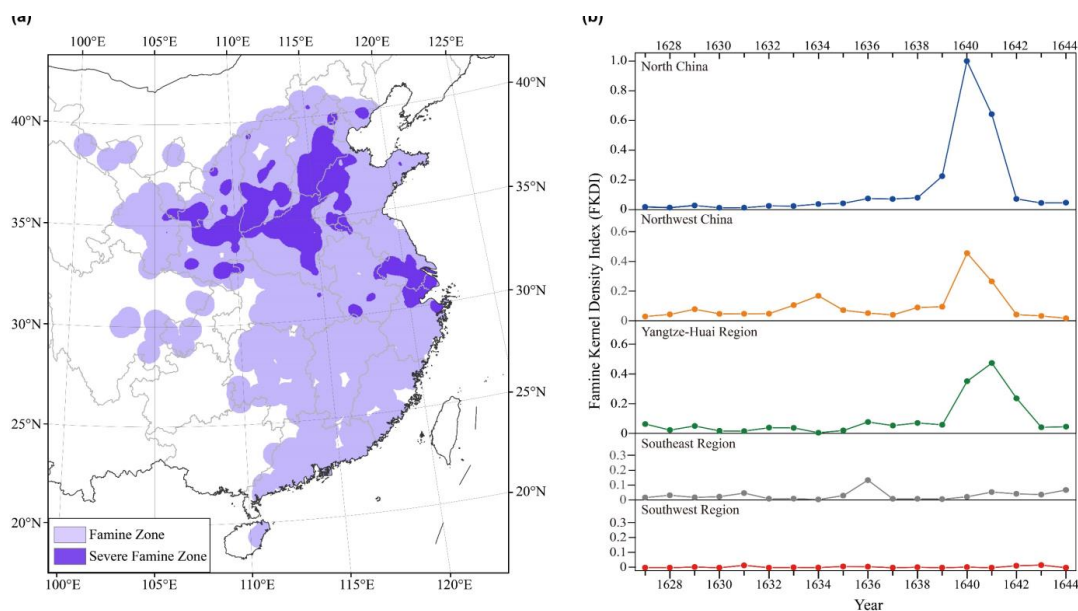 (a)
100°E 105°E 110°E 115°E 120°E 125°E
40°N
40°N
35°N
35°N
30°N
30°N
25°N
25°N
20°N
20°N
Famine Zone
Severe Famine Zone
100°E 105°E 110°E 115°E 120°E
(b)
1628 1630 1632 1634 1636 1638 1640 1642 1644
Famine Kernel Density Index (FKDI)
North China
1.0
0.8
0.6
0.4
0.2
0
Northwest China
0.6
0.4
0.2
0
Yangtze-Huai Region
0.6
0.4
0.2
0
Southeast Region
0.3
0.2
0.1
0
Southwest Region
0.3
0.2
0.1
0
1628 1630 1632 1634 1636 1638 1640 1642 1644
Year